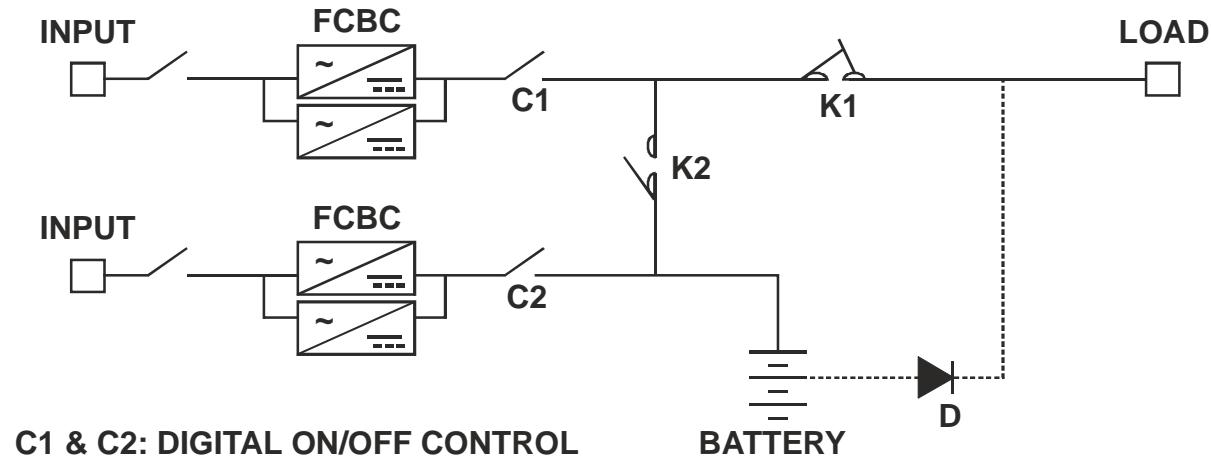 INPUT
FCBC
LOAD
~
C1
K1
~
K2
INPUT
FCBC
~
C2
~
D
C1 & C2: DIGITAL ON/OFF CONTROL
BATTERY